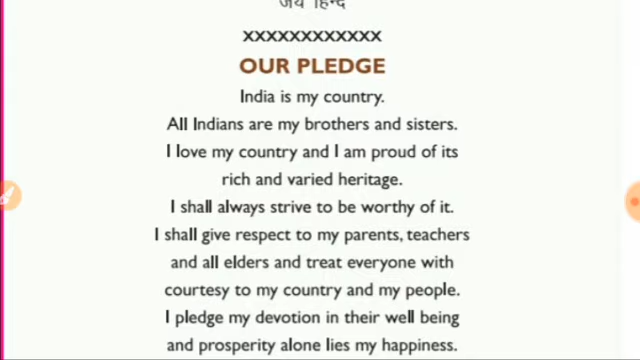 जय हिन्द
xxxxxxxxxxxx
OUR PLEDGE
India is my country.
All Indians are my brothers and sisters.
I love my country and I am proud of its
rich and varied heritage.
I shall always strive to be worthy of it.
I shall give respect to my parents, teachers
and all elders and treat everyone with
courtesy to my country and my people.
I pledge my devotion in their well being
and prosperity alone lies my happiness.